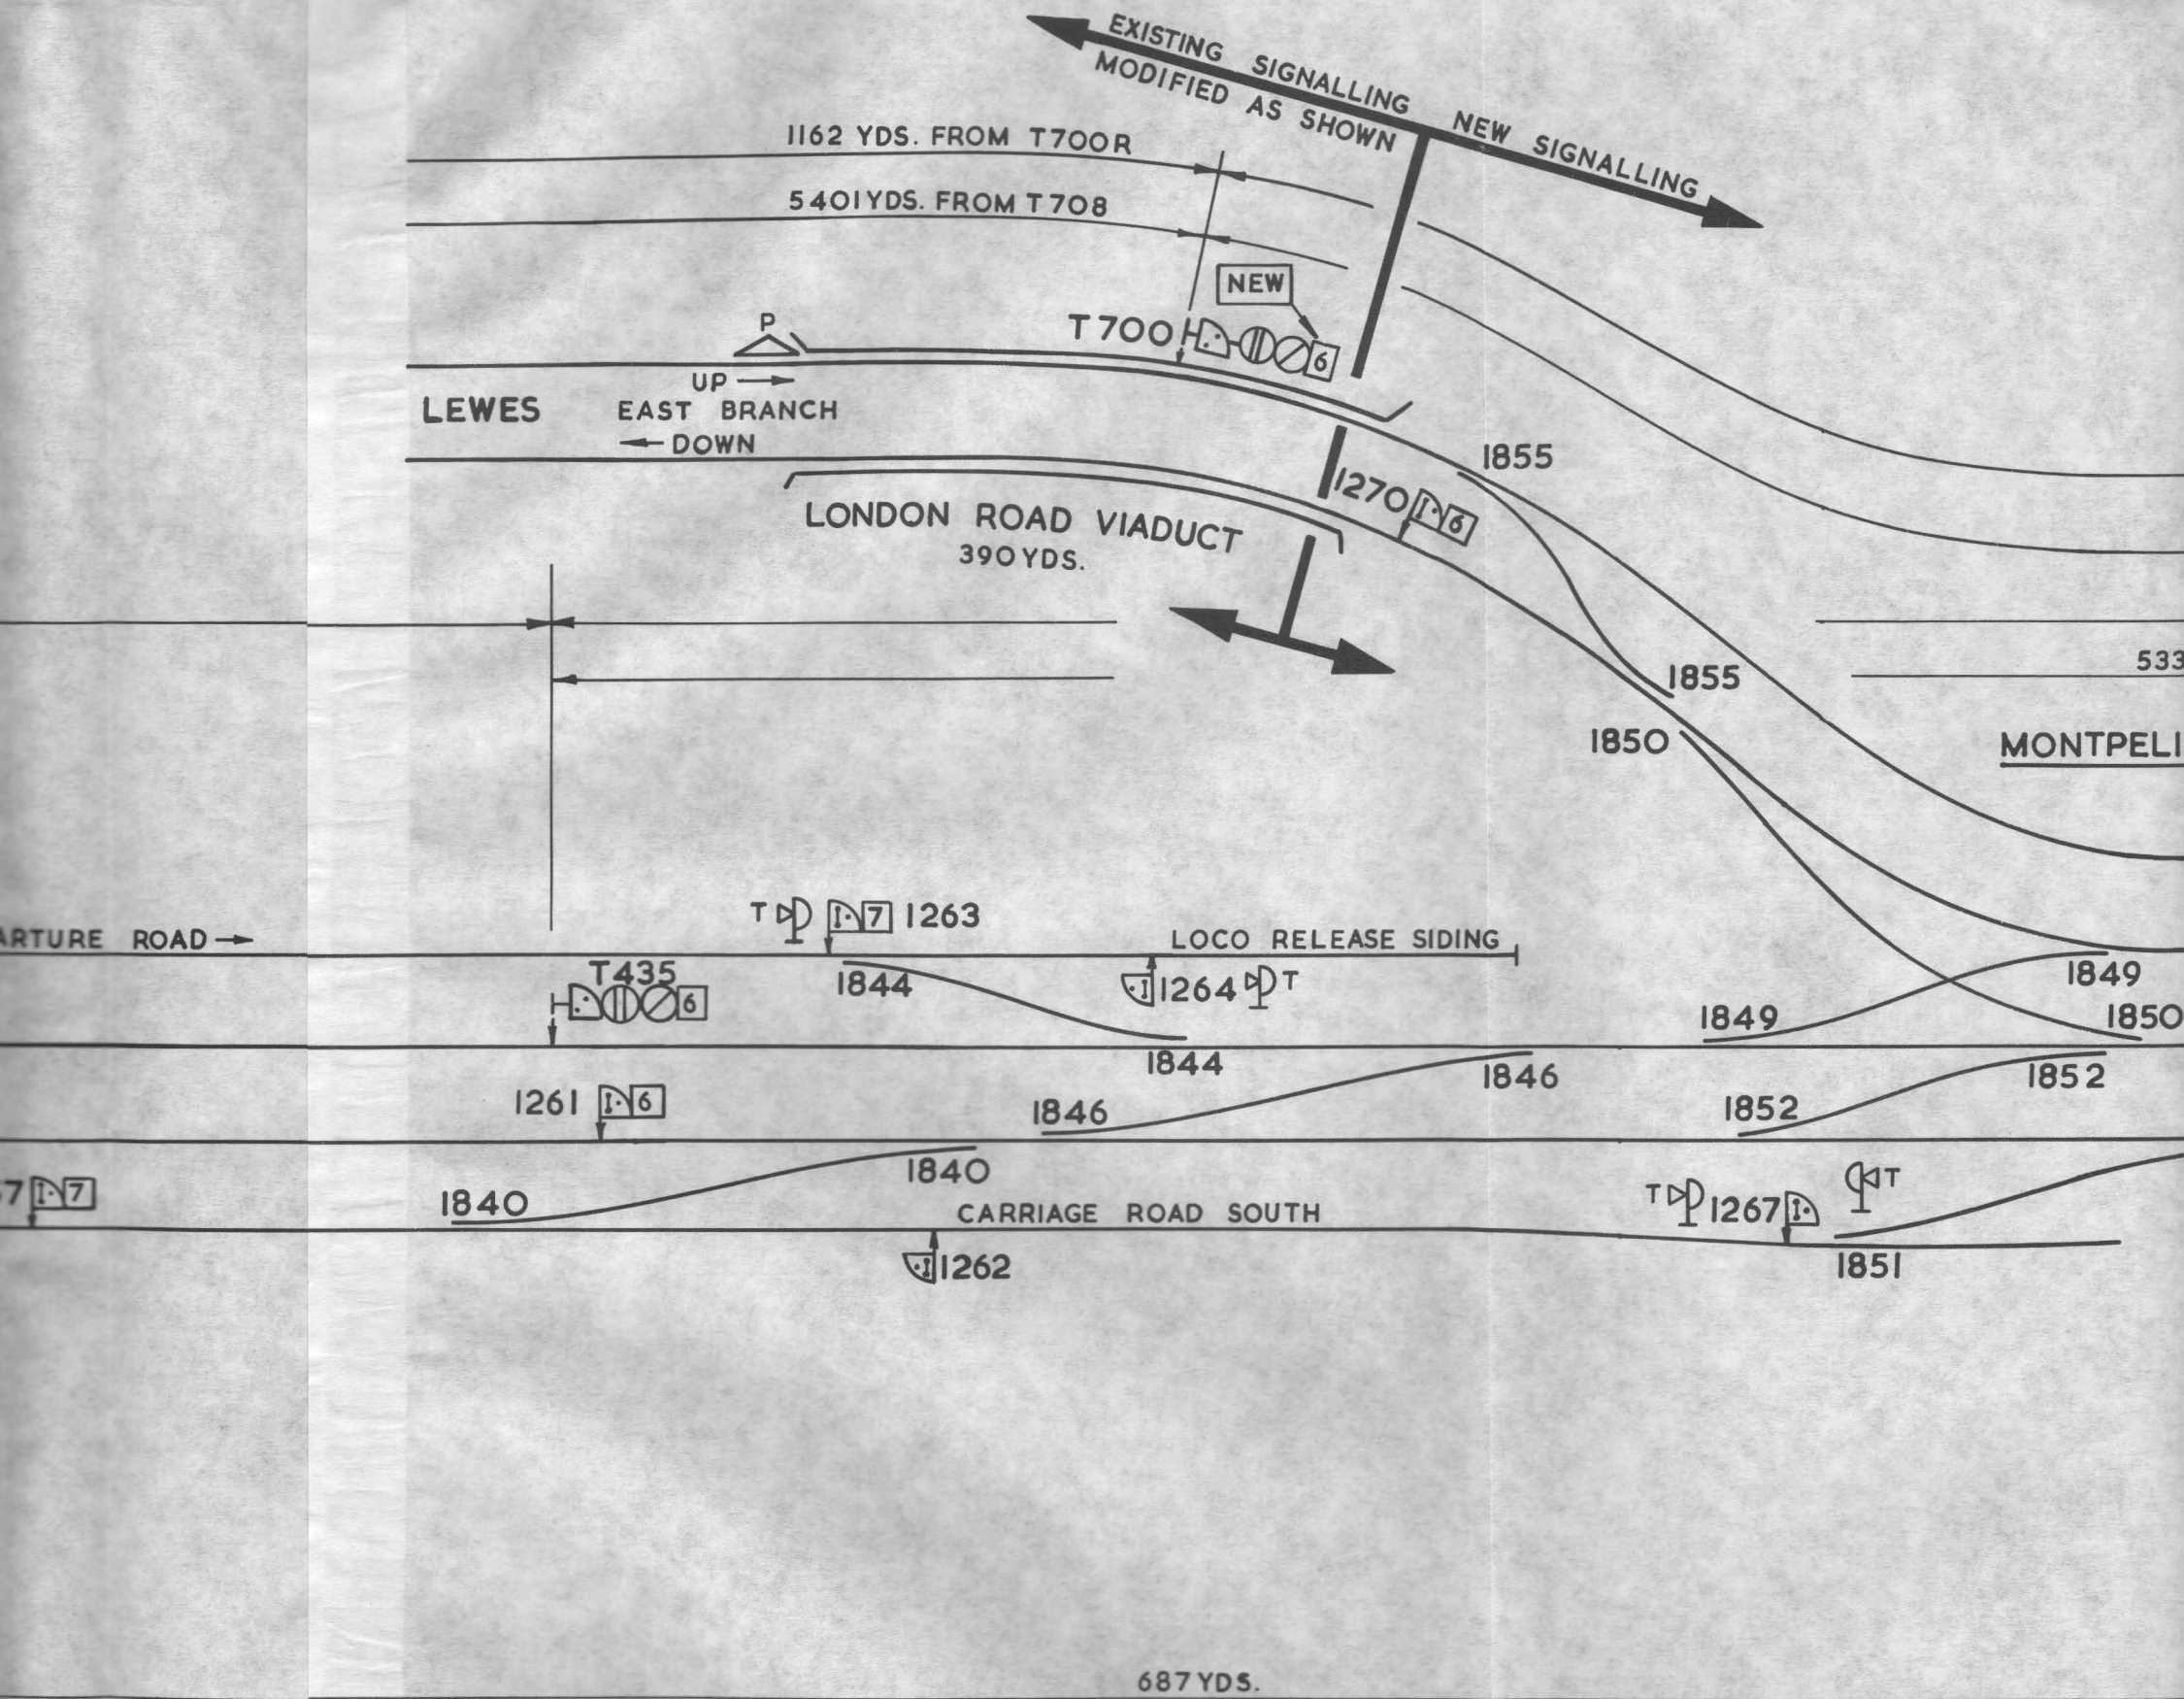 EXISTING SIGNALLING
MODIFIED AS SHOWN
NEW SIGNALLING
1162 YDS. FROM T700R
5401 YDS. FROM T708
NEW
T700
6
P
UP
LEWES
EAST BRANCH
DOWN
1855
1270
6
LONDON ROAD VIADUCT
390 YDS.
533
1855
1850
MONTPELI
T
7
1263
ARTURE ROAD
LOCO RELEASE SIDING
T435
1844
1264
T
1849
6
1849
1850
1844
1846
1852
1261
6
1846
1852
1840
7
7
1840
CARRIAGE ROAD SOUTH
T
1267
T
1262
1851
687 YDS.